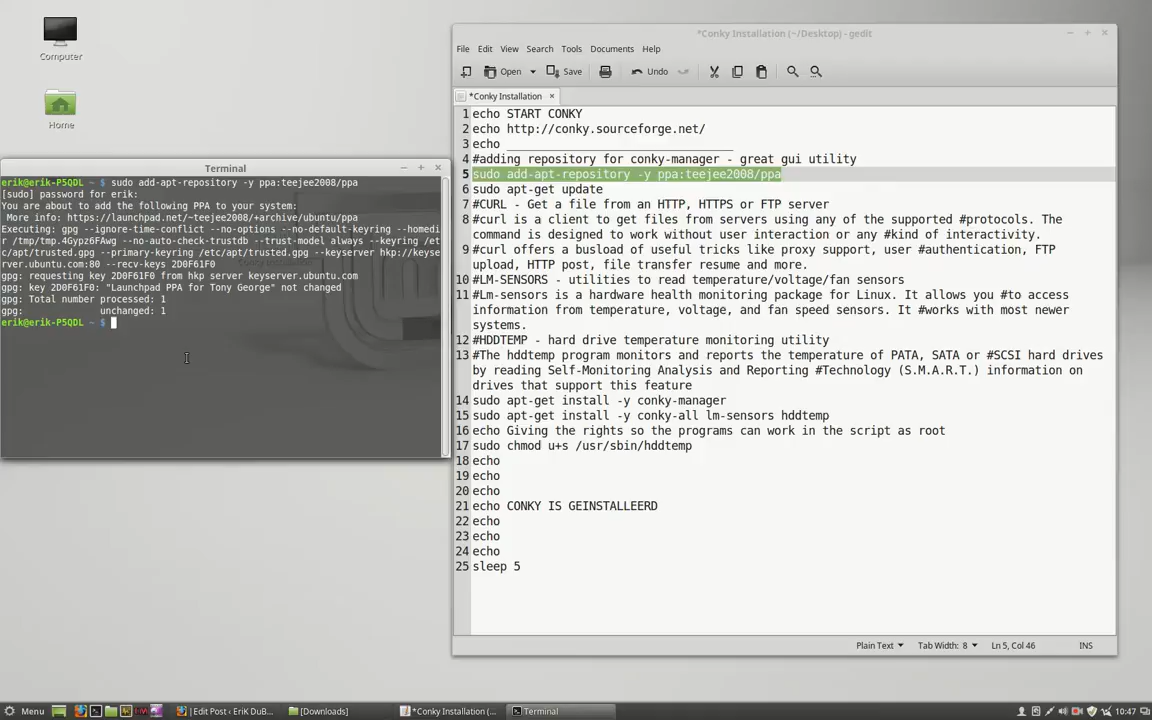 Computer
Home
*Conky Installation (~/Desktop) - gedit
File Edit View Search Tools Documents Help
Open Save Undo
*Conky Installation
1 echo START CONKY
2 echo http://conky.sourceforge.net/
3 echo ____________________
4 #adding repository for conky-manager - great gui utility
5 sudo add-apt-repository -y ppa:teejee2008/ppa
6 sudo apt-get update
7 #CURL - Get a file from an HTTP, HTTPS or FTP server
8 #curl is a client to get files from servers using any of the supported #protocols. The
command is designed to work without user interaction or any #kind of interactivity.
9 #curl offers a busload of useful tricks like proxy support, user #authentication, FTP
upload, HTTP post, file transfer resume and more.
10 #LM-SENSORS - utilities to read temperature/voltage/fan sensors
11 #Lm-sensors is a hardware health monitoring package for Linux. It allows you #to access
information from temperature, voltage, and fan speed sensors. It #works with most newer
systems.
12 #HDDTEMP - hard drive temperature monitoring utility
13 #The hddtemp program monitors and reports the temperature of PATA, SATA or #SCSI hard drives
by reading Self-Monitoring Analysis and Reporting #Technology (S.M.A.R.T.) information on
drives that support this feature
14 sudo apt-get install -y conky-manager
15 sudo apt-get install -y conky-all lm-sensors hddtemp
16 echo Giving the rights so the programs can work in the script as root
17 sudo chmod u+s /usr/sbin/hddtemp
18 echo
19 echo
20 echo
21 echo CONKY IS GEINSTALLEERD
22 echo
23 echo
24 echo
25 sleep 5
Plain Text Tab Width: 8 Ln 5, Col 46 INS
Terminal
erik@erik-P5QDL ~ $ sudo add-apt-repository -y ppa:teejee2008/ppa
[sudo] password for erik:
You are about to add the following PPA to your system:
More info: https://launchpad.net/~teejee2008/+archive/ubuntu/ppa
Executing: gpg --ignore-time-conflict --no-options --no-default-keyring --homedi
r /tmp/tmp.4Gypz6FAwg --no-auto-check-trustdb --trust-model always --keyring /et
c/apt/trusted.gpg --primary-keyring /etc/apt/trusted.gpg --keyserver hkp://keyse
rver.ubuntu.com:80 --recv-keys 2D0F61F0
gpg: requesting key 2D0F61F0 from hkp server keyserver.ubuntu.com
gpg: key 2D0F61F0: "Launchpad PPA for Tony George" not changed
gpg: Total number processed: 1
gpg: unchanged: 1
erik@erik-P5QDL ~ $
Menu Edit Post ‹ EriK DuB... [Downloads] *Conky Installation (~... Terminal 10:47